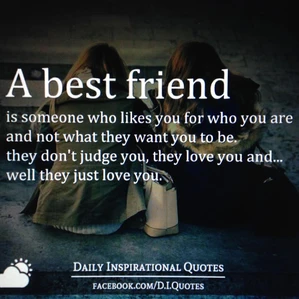 A best friend
is someone who likes you for who you are
and not what they want you to be.
they don't judge you, they love you and...
well they just love you.
Daily Inspirational Quotes
facebook.com/D.I.Quotes